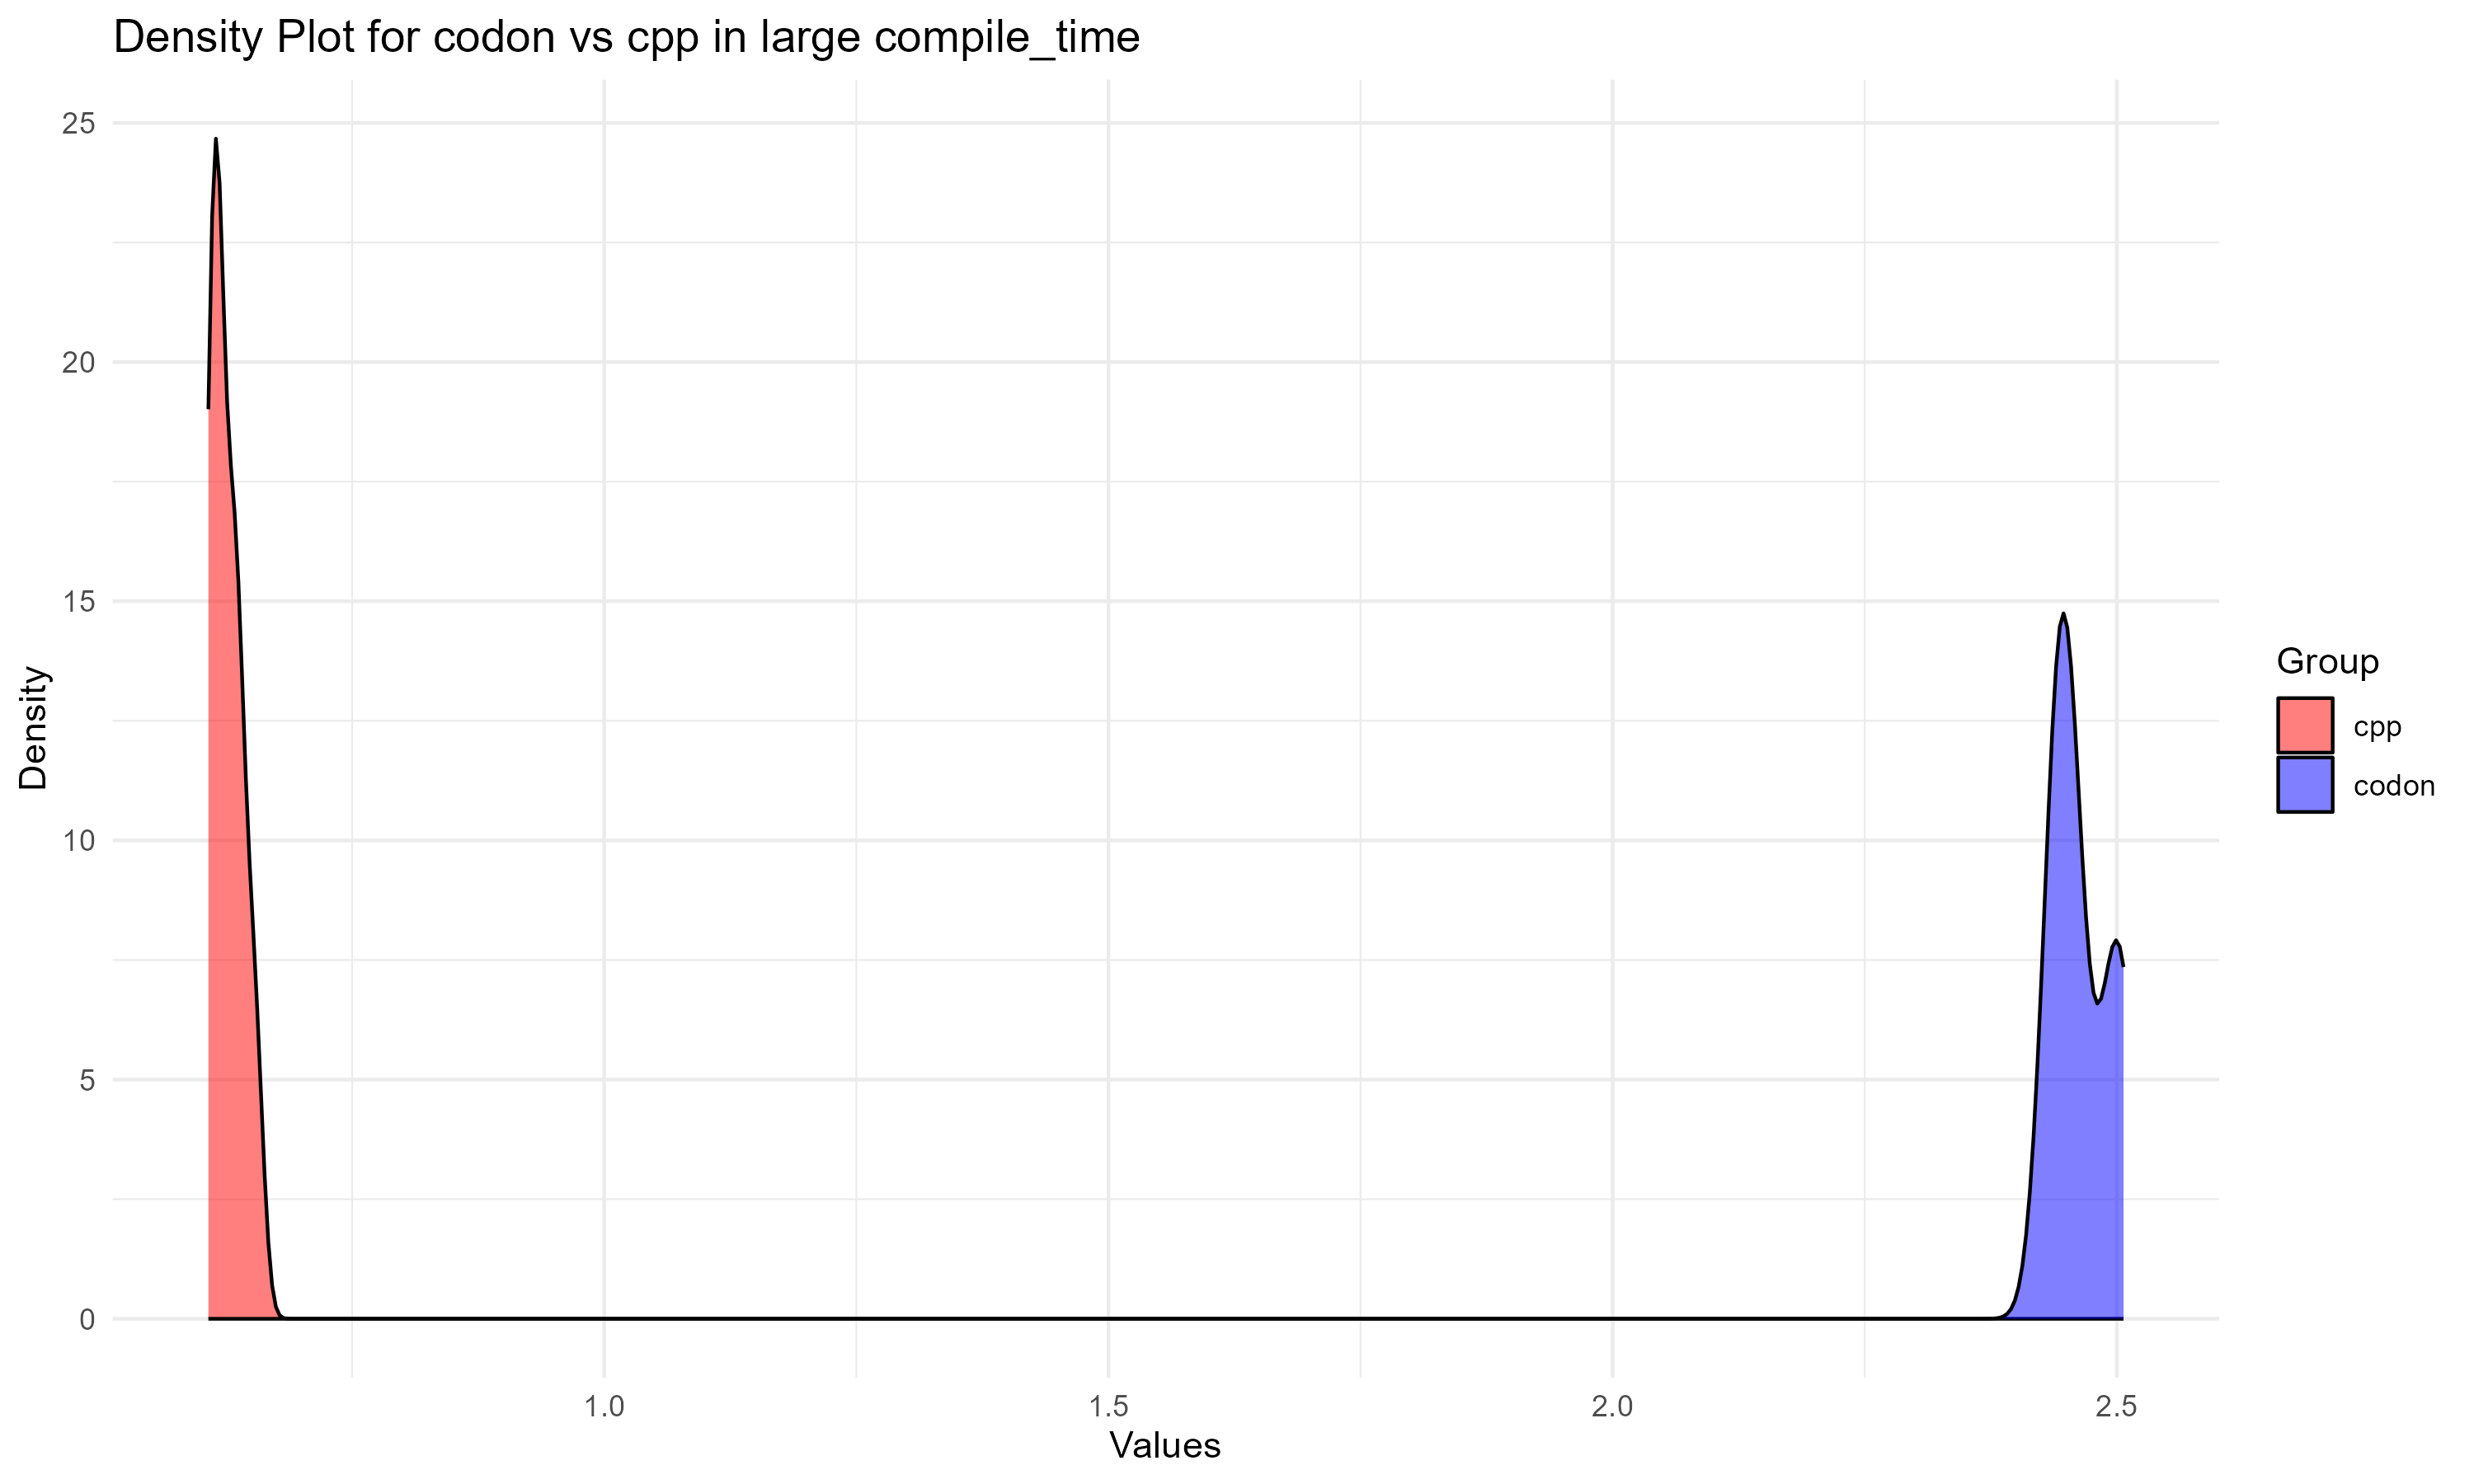 Density Plot for codon vs cpp in large compile_time
25
20
15
10
5
0
Density
1.0 1.5 2.0 2.5
Values
Group
cpp
codon